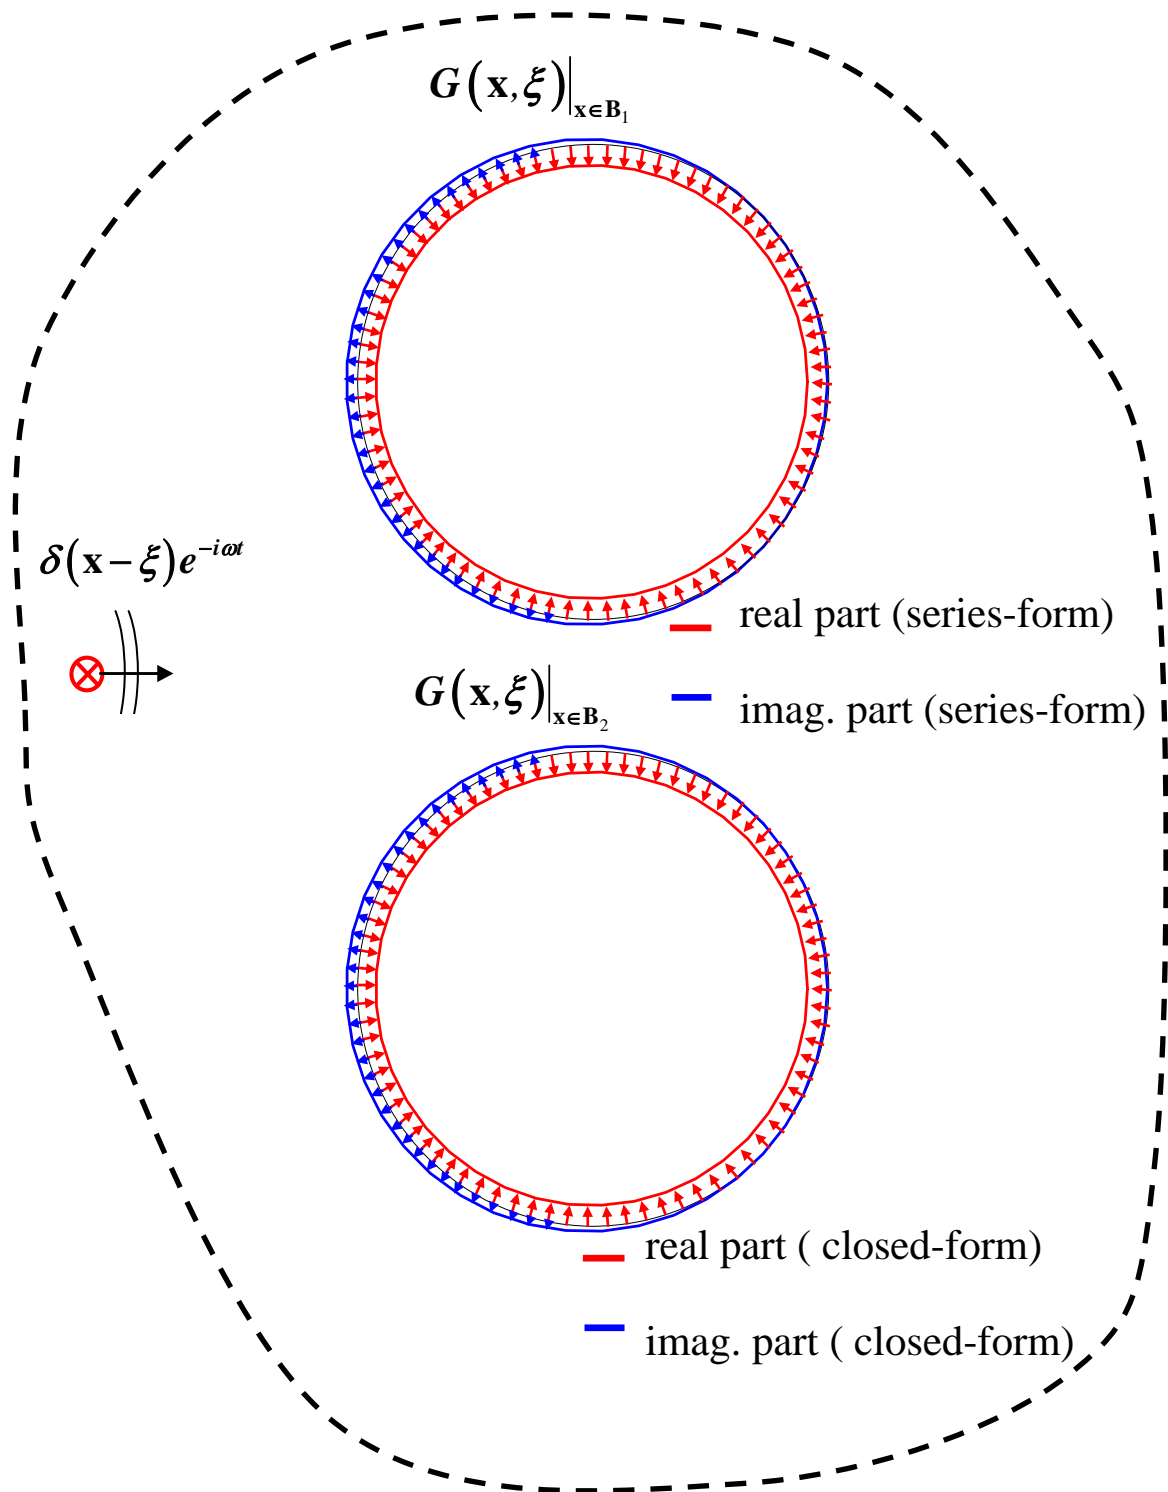 G(x,ξ)|x∈B₁
δ(x−ξ)e^{−iωt}
real part (series-form)
imag. part (series-form)
G(x,ξ)|x∈B₂
real part ( closed-form)
imag. part ( closed-form)